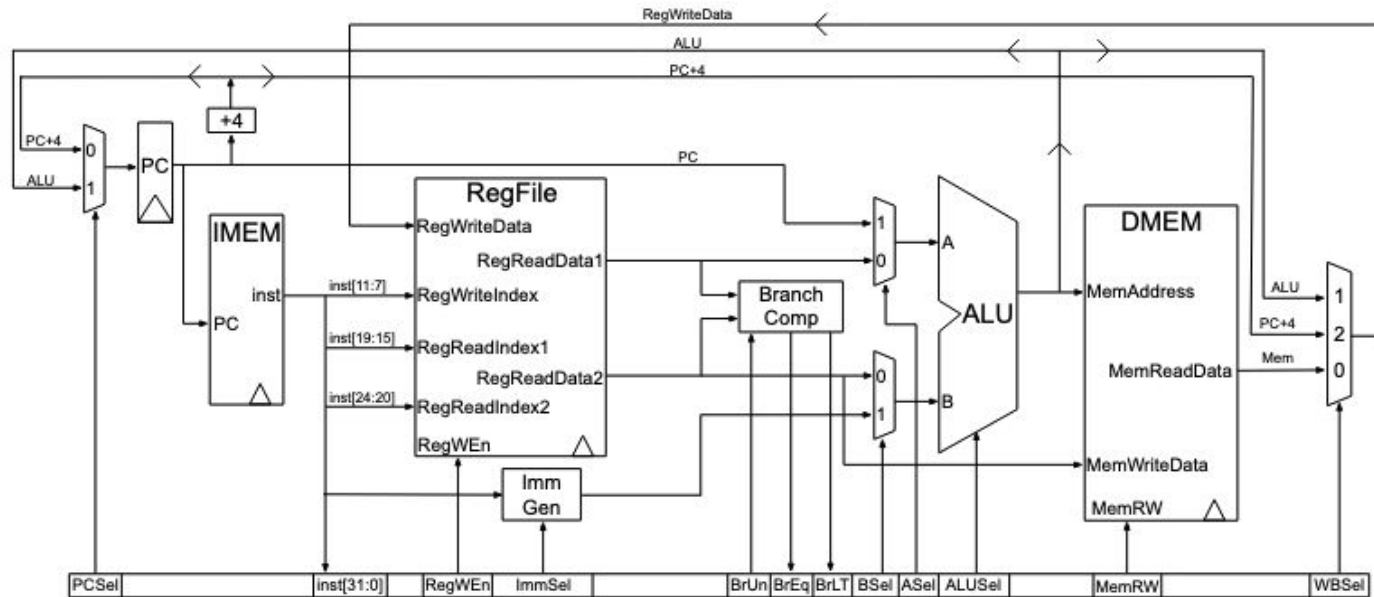 RegWriteData
ALU
PC+4
+4
PC+4
0
ALU
1
PC
PC
RegFile
RegWriteData
RegReadData1
RegWriteIndex
RegReadIndex1
RegReadData2
RegReadIndex2
RegWEn
IMEM
inst
PC
inst[11:7]
inst[19:15]
inst[24:20]
Imm
Gen
Branch
Comp
1
0
0
1
A
ALU
B
DMEM
MemAddress
MemReadData
MemWriteData
MemRW
ALU
1
PC+4
2
Mem
0
PCSel
inst[31:0]
RegWEn
ImmSel
BrUn
BrEq
BrLT
BSel
ASel
ALUSel
MemRW
WBSel